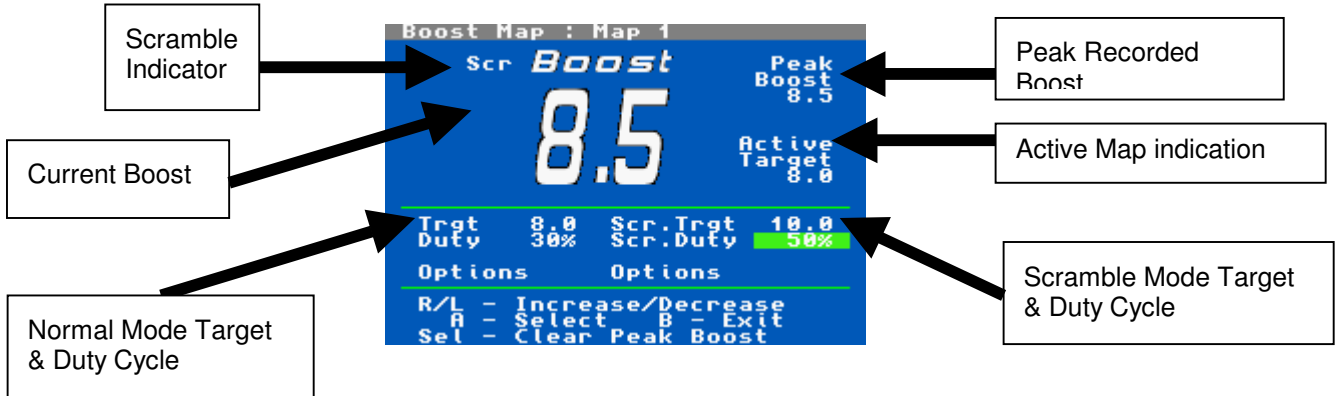 Scramble
Indicator
Current Boost
Normal Mode Target
& Duty Cycle
Boost Map : Map 1
Scr Boost
8.5
Peak
Boost
8.5
Active
Target
8.0
Trgt 8.0 Scr.Trgt 10.0
Duty 30% Scr.Duty 50%
Options Options
R/L - Increase/Decrease
A - Select B - Exit
Sel - Clear Peak Boost
Peak Recorded
Boost
Active Map indication
Scramble Mode Target
& Duty Cycle